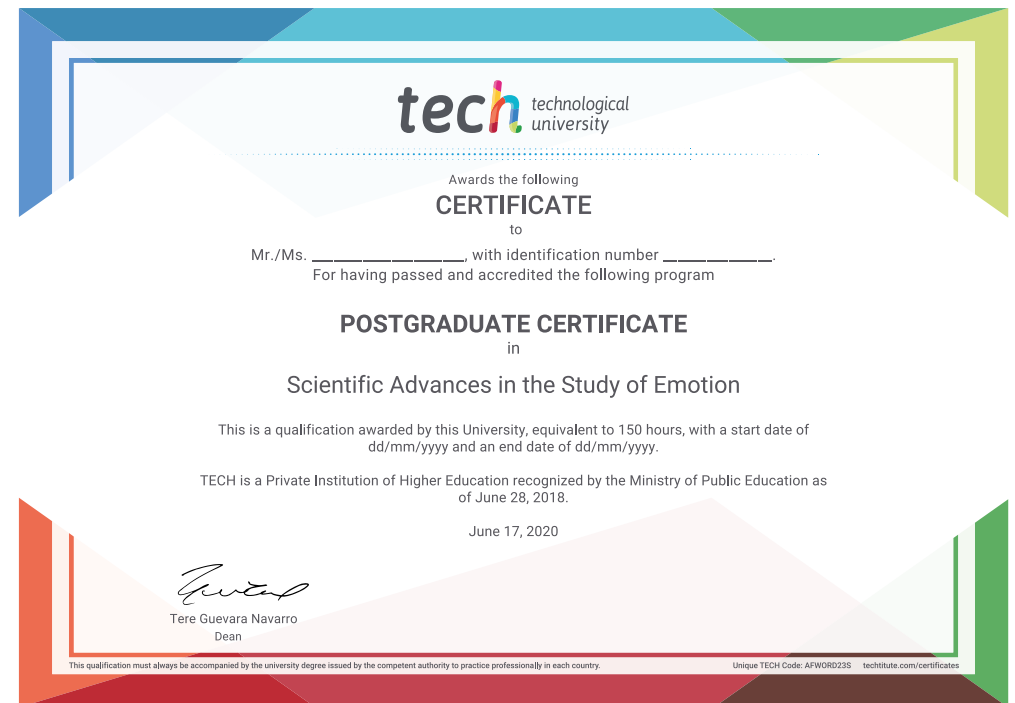 tech technological
university
Awards the following
CERTIFICATE
to
Mr./Ms. __________________, with identification number _____________.
For having passed and accredited the following program
POSTGRADUATE CERTIFICATE
in
Scientific Advances in the Study of Emotion
This is a qualification awarded by this University, equivalent to 150 hours, with a start date of
dd/mm/yyyy and an end date of dd/mm/yyyy.
TECH is a Private Institution of Higher Education recognized by the Ministry of Public Education as
of June 28, 2018.
June 17, 2020
Tere Guevara Navarro
Dean
This qualification must always be accompanied by the university degree issued by the competent authority to practice professionally in each country.
Unique TECH Code: AFWORD23S techtitute.com/certificates